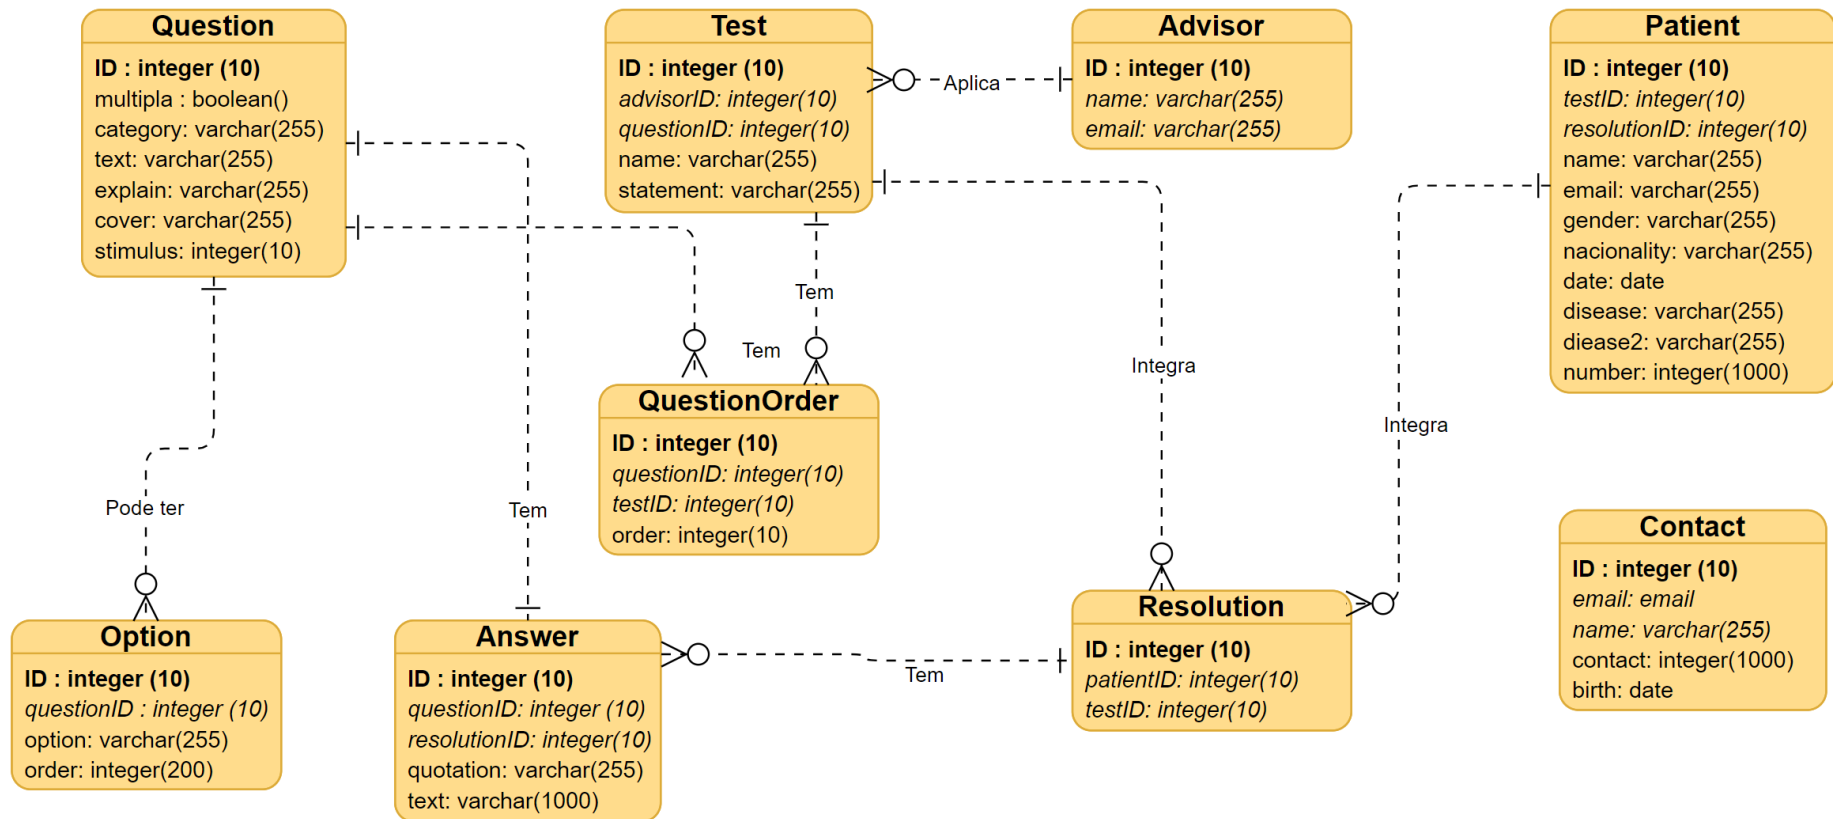 Question
ID : integer (10)
multipla : boolean()
category: varchar(255)
text: varchar(255)
explain: varchar(255)
cover: varchar(255)
stimulus: integer(10)
Test
ID : integer (10)
advisorID: integer(10)
questionID: integer(10)
name: varchar(255)
statement: varchar(255)
Aplica
Advisor
ID : integer (10)
name: varchar(255)
email: varchar(255)
Patient
ID : integer (10)
testID: integer(10)
resolutionID: integer(10)
name: varchar(255)
email: varchar(255)
gender: varchar(255)
nacionality: varchar(255)
date: date
disease: varchar(255)
diease2: varchar(255)
number: integer(1000)
Tem
Tem
Integra
Integra
QuestionOrder
ID : integer (10)
questionID: integer(10)
testID: integer(10)
order: integer(10)
Pode ter
Tem
Contact
ID : integer (10)
email: email
name: varchar(255)
contact: integer(1000)
birth: date
Option
ID : integer (10)
questionID : integer (10)
option: varchar(255)
order: integer(200)
Answer
ID : integer (10)
questionID: integer (10)
resolutionID: integer(10)
quotation: varchar(255)
text: varchar(1000)
Tem
Resolution
ID : integer (10)
patientID: integer(10)
testID: integer(10)